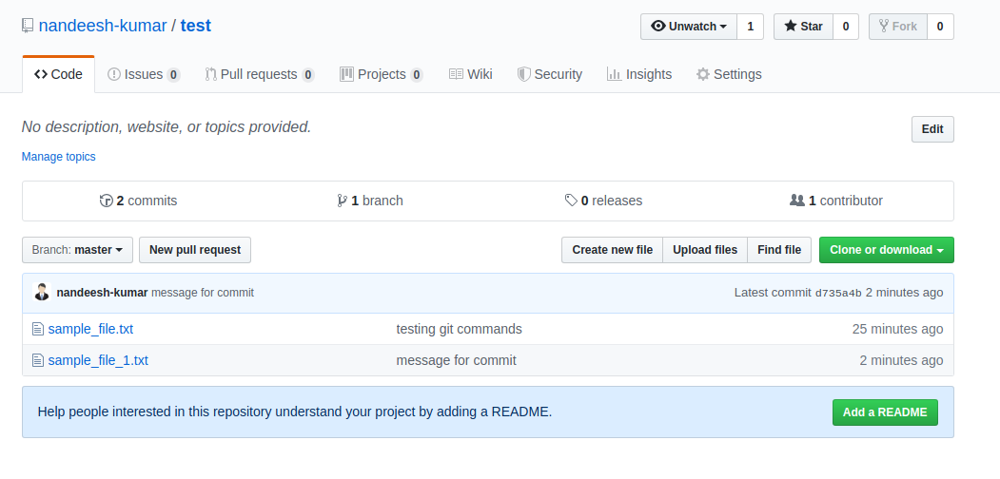 nandeesh-kumar / test Unwatch 1 Star 0 Fork 0
Code Issues 0 Pull requests 0 Projects 0 Wiki Security Insights Settings
No description, website, or topics provided. Edit
Manage topics
2 commits 1 branch 0 releases 1 contributor
Branch: master New pull request Create new file Upload files Find file Clone or download
nandeesh-kumar message for commit Latest commit d735a4b 2 minutes ago
sample_file.txt testing git commands 25 minutes ago
sample_file_1.txt message for commit 2 minutes ago
Help people interested in this repository understand your project by adding a README. Add a README